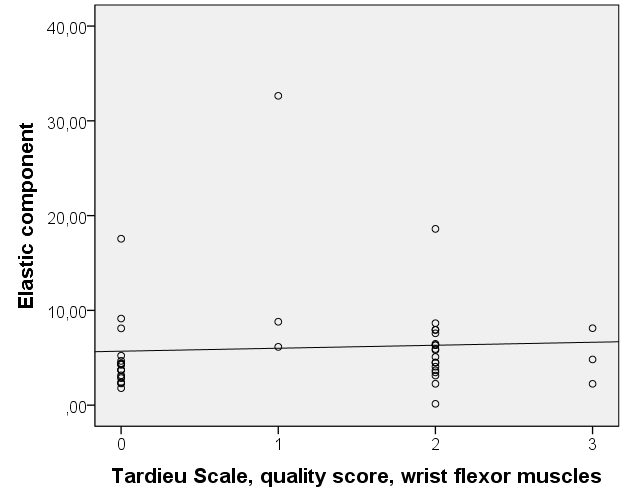 40,00
30,00
20,00
10,00
,00
Elastic component
0 1 2 3
Tardieu Scale, quality score, wrist flexor muscles